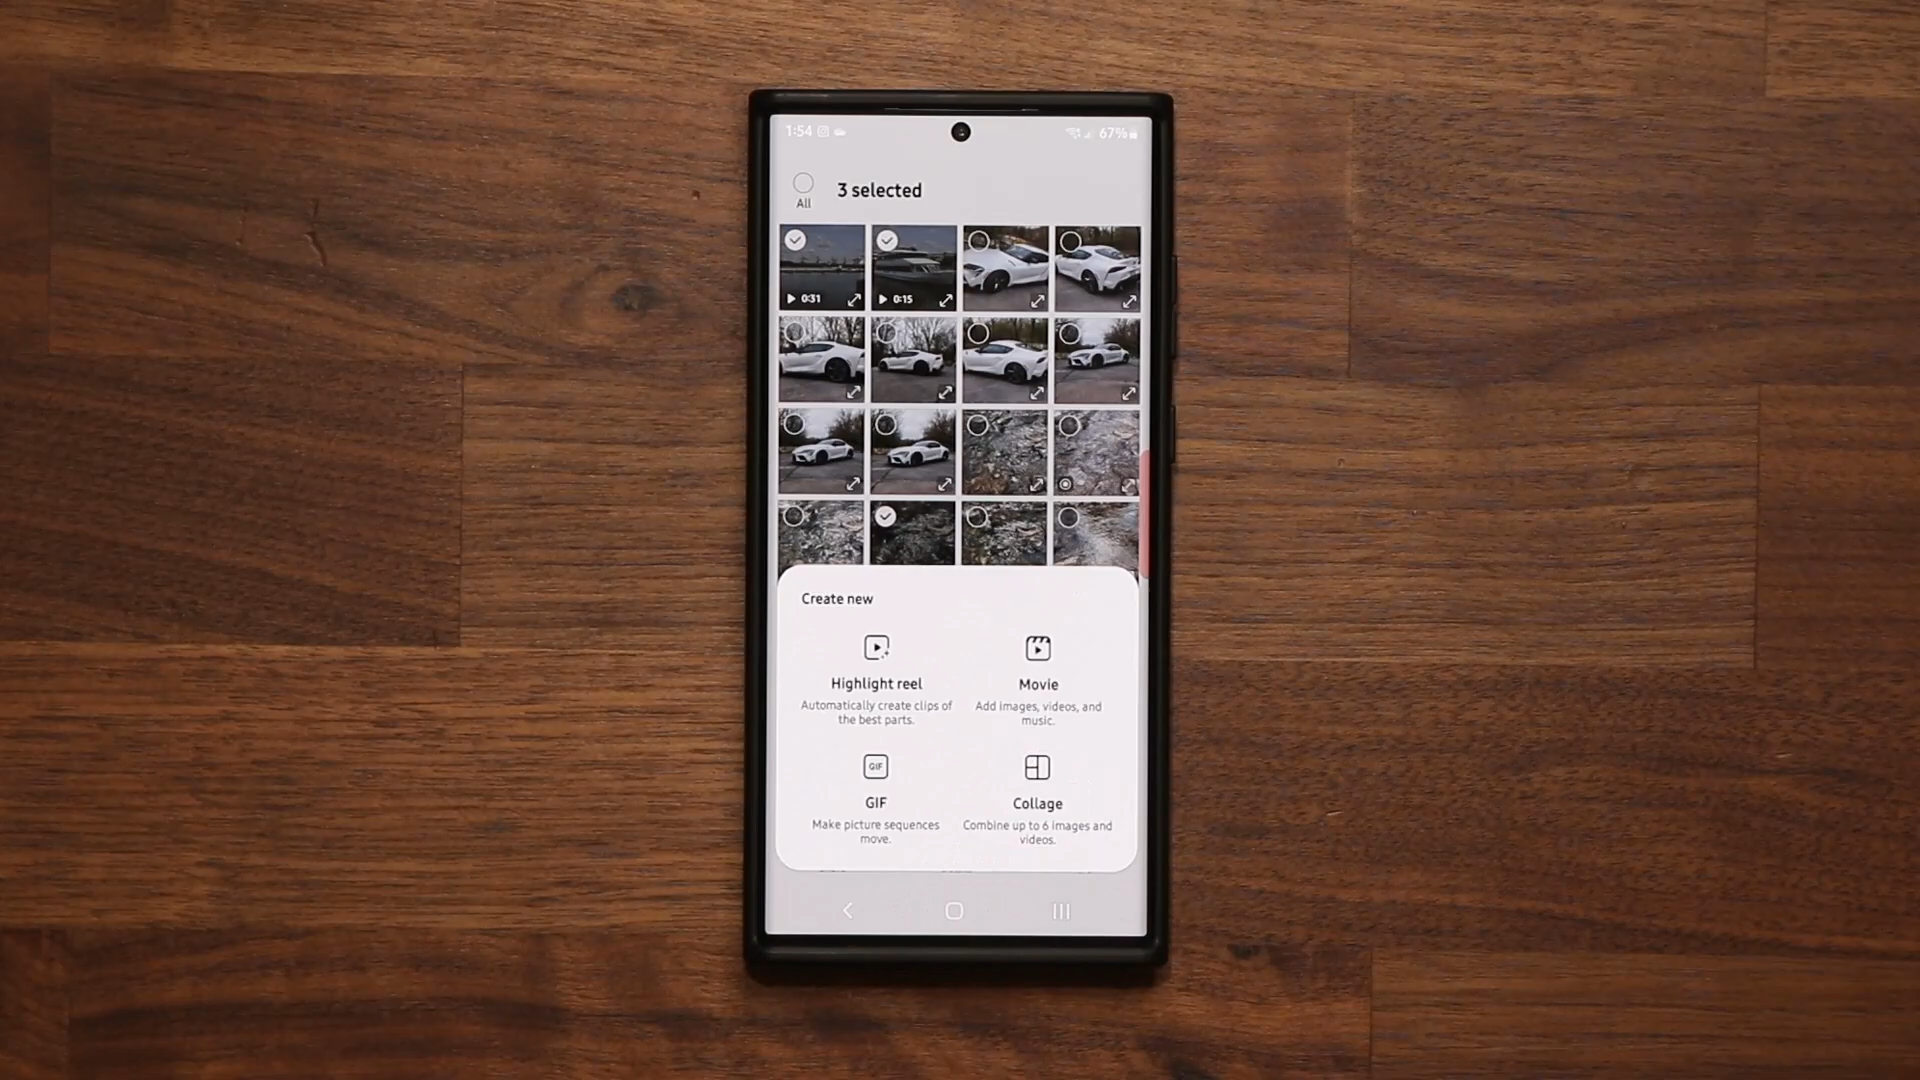 1:54 67%
All 3 selected
0:31 0:15
Create new
Highlight reel Movie
Automatically create clips of
the best parts.
Add images, videos, and
music.
GIF
GIF Collage
Make picture sequences
move.
Combine up to 6 images and
videos.